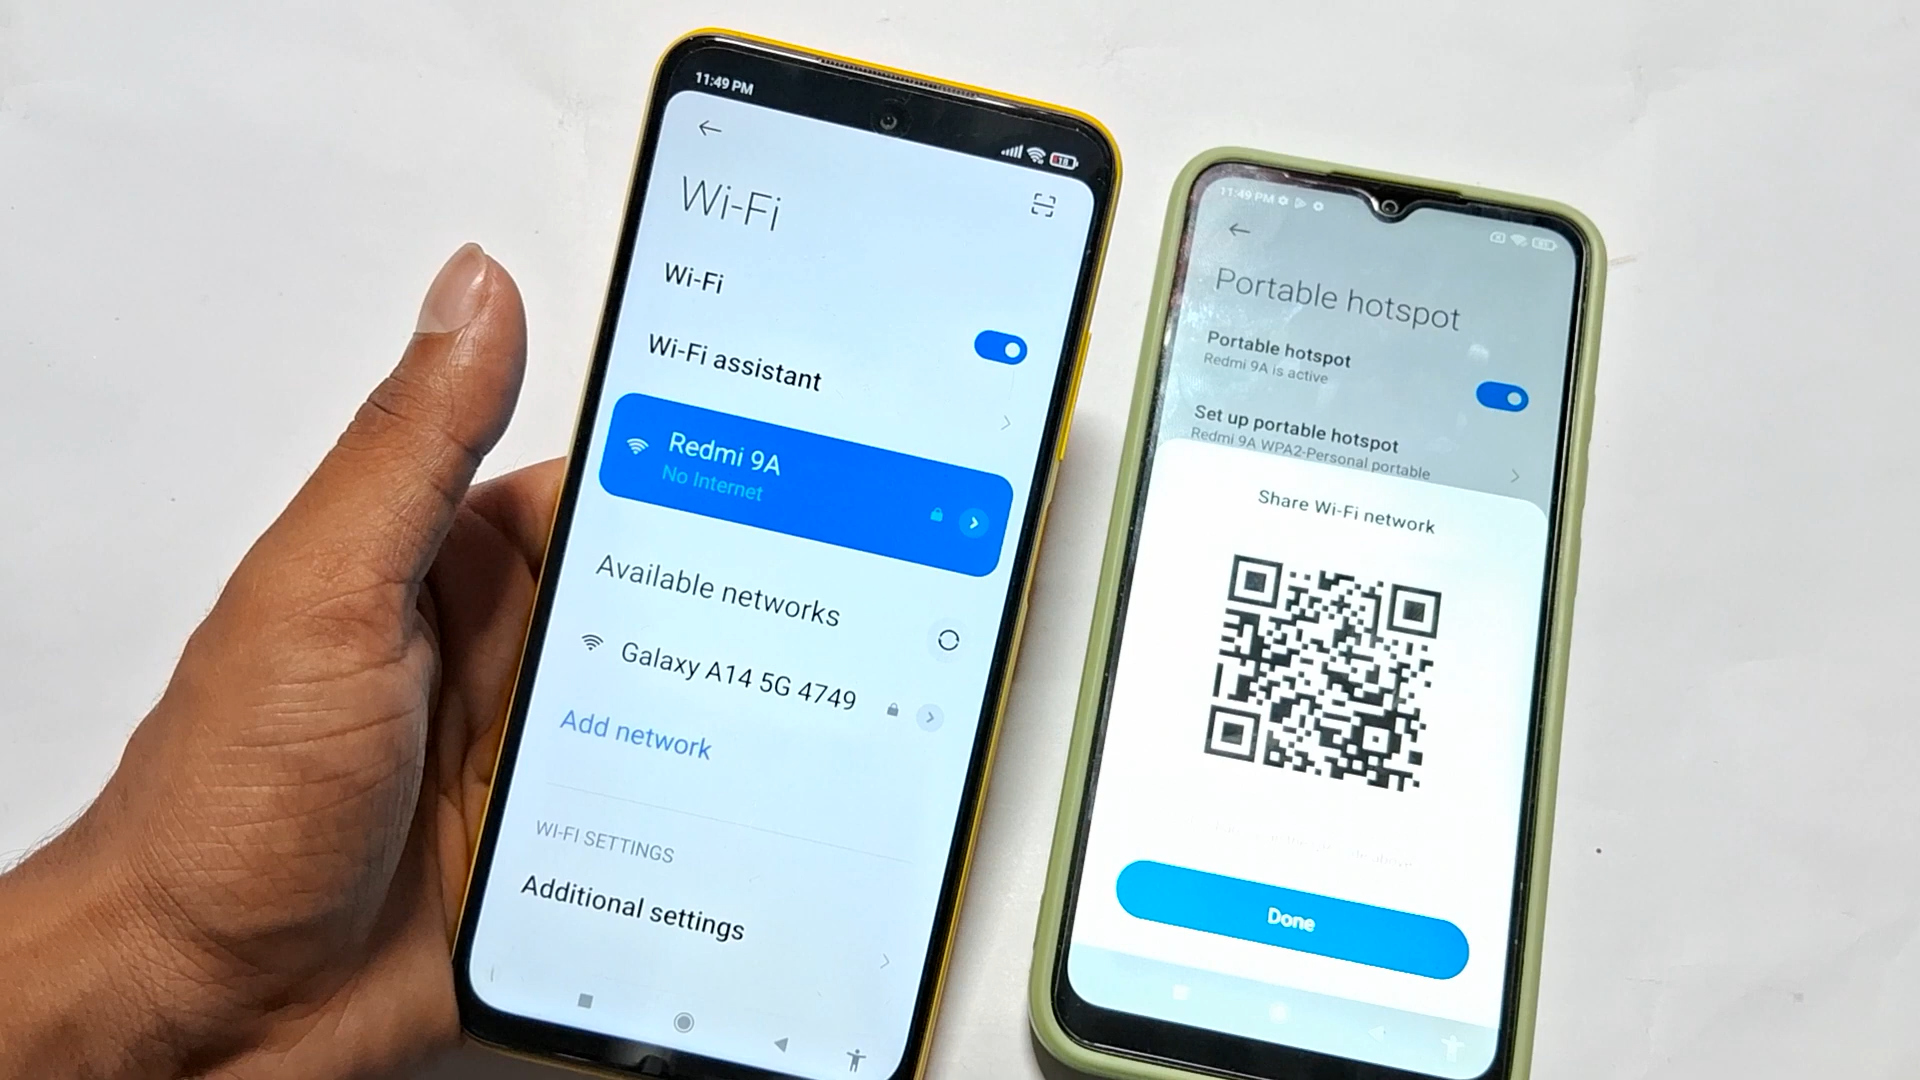 11:49 PM
Wi-Fi
Wi-Fi
Wi-Fi assistant
Redmi 9A
No Internet
Available networks
Galaxy A14 5G 4749
Add network
WI-FI SETTINGS
Additional settings
11:49 PM
Portable hotspot
Portable hotspot
Redmi 9A is active
Set up portable hotspot
Redmi 9A WPA2-Personal portable
Share Wi-Fi network
Done